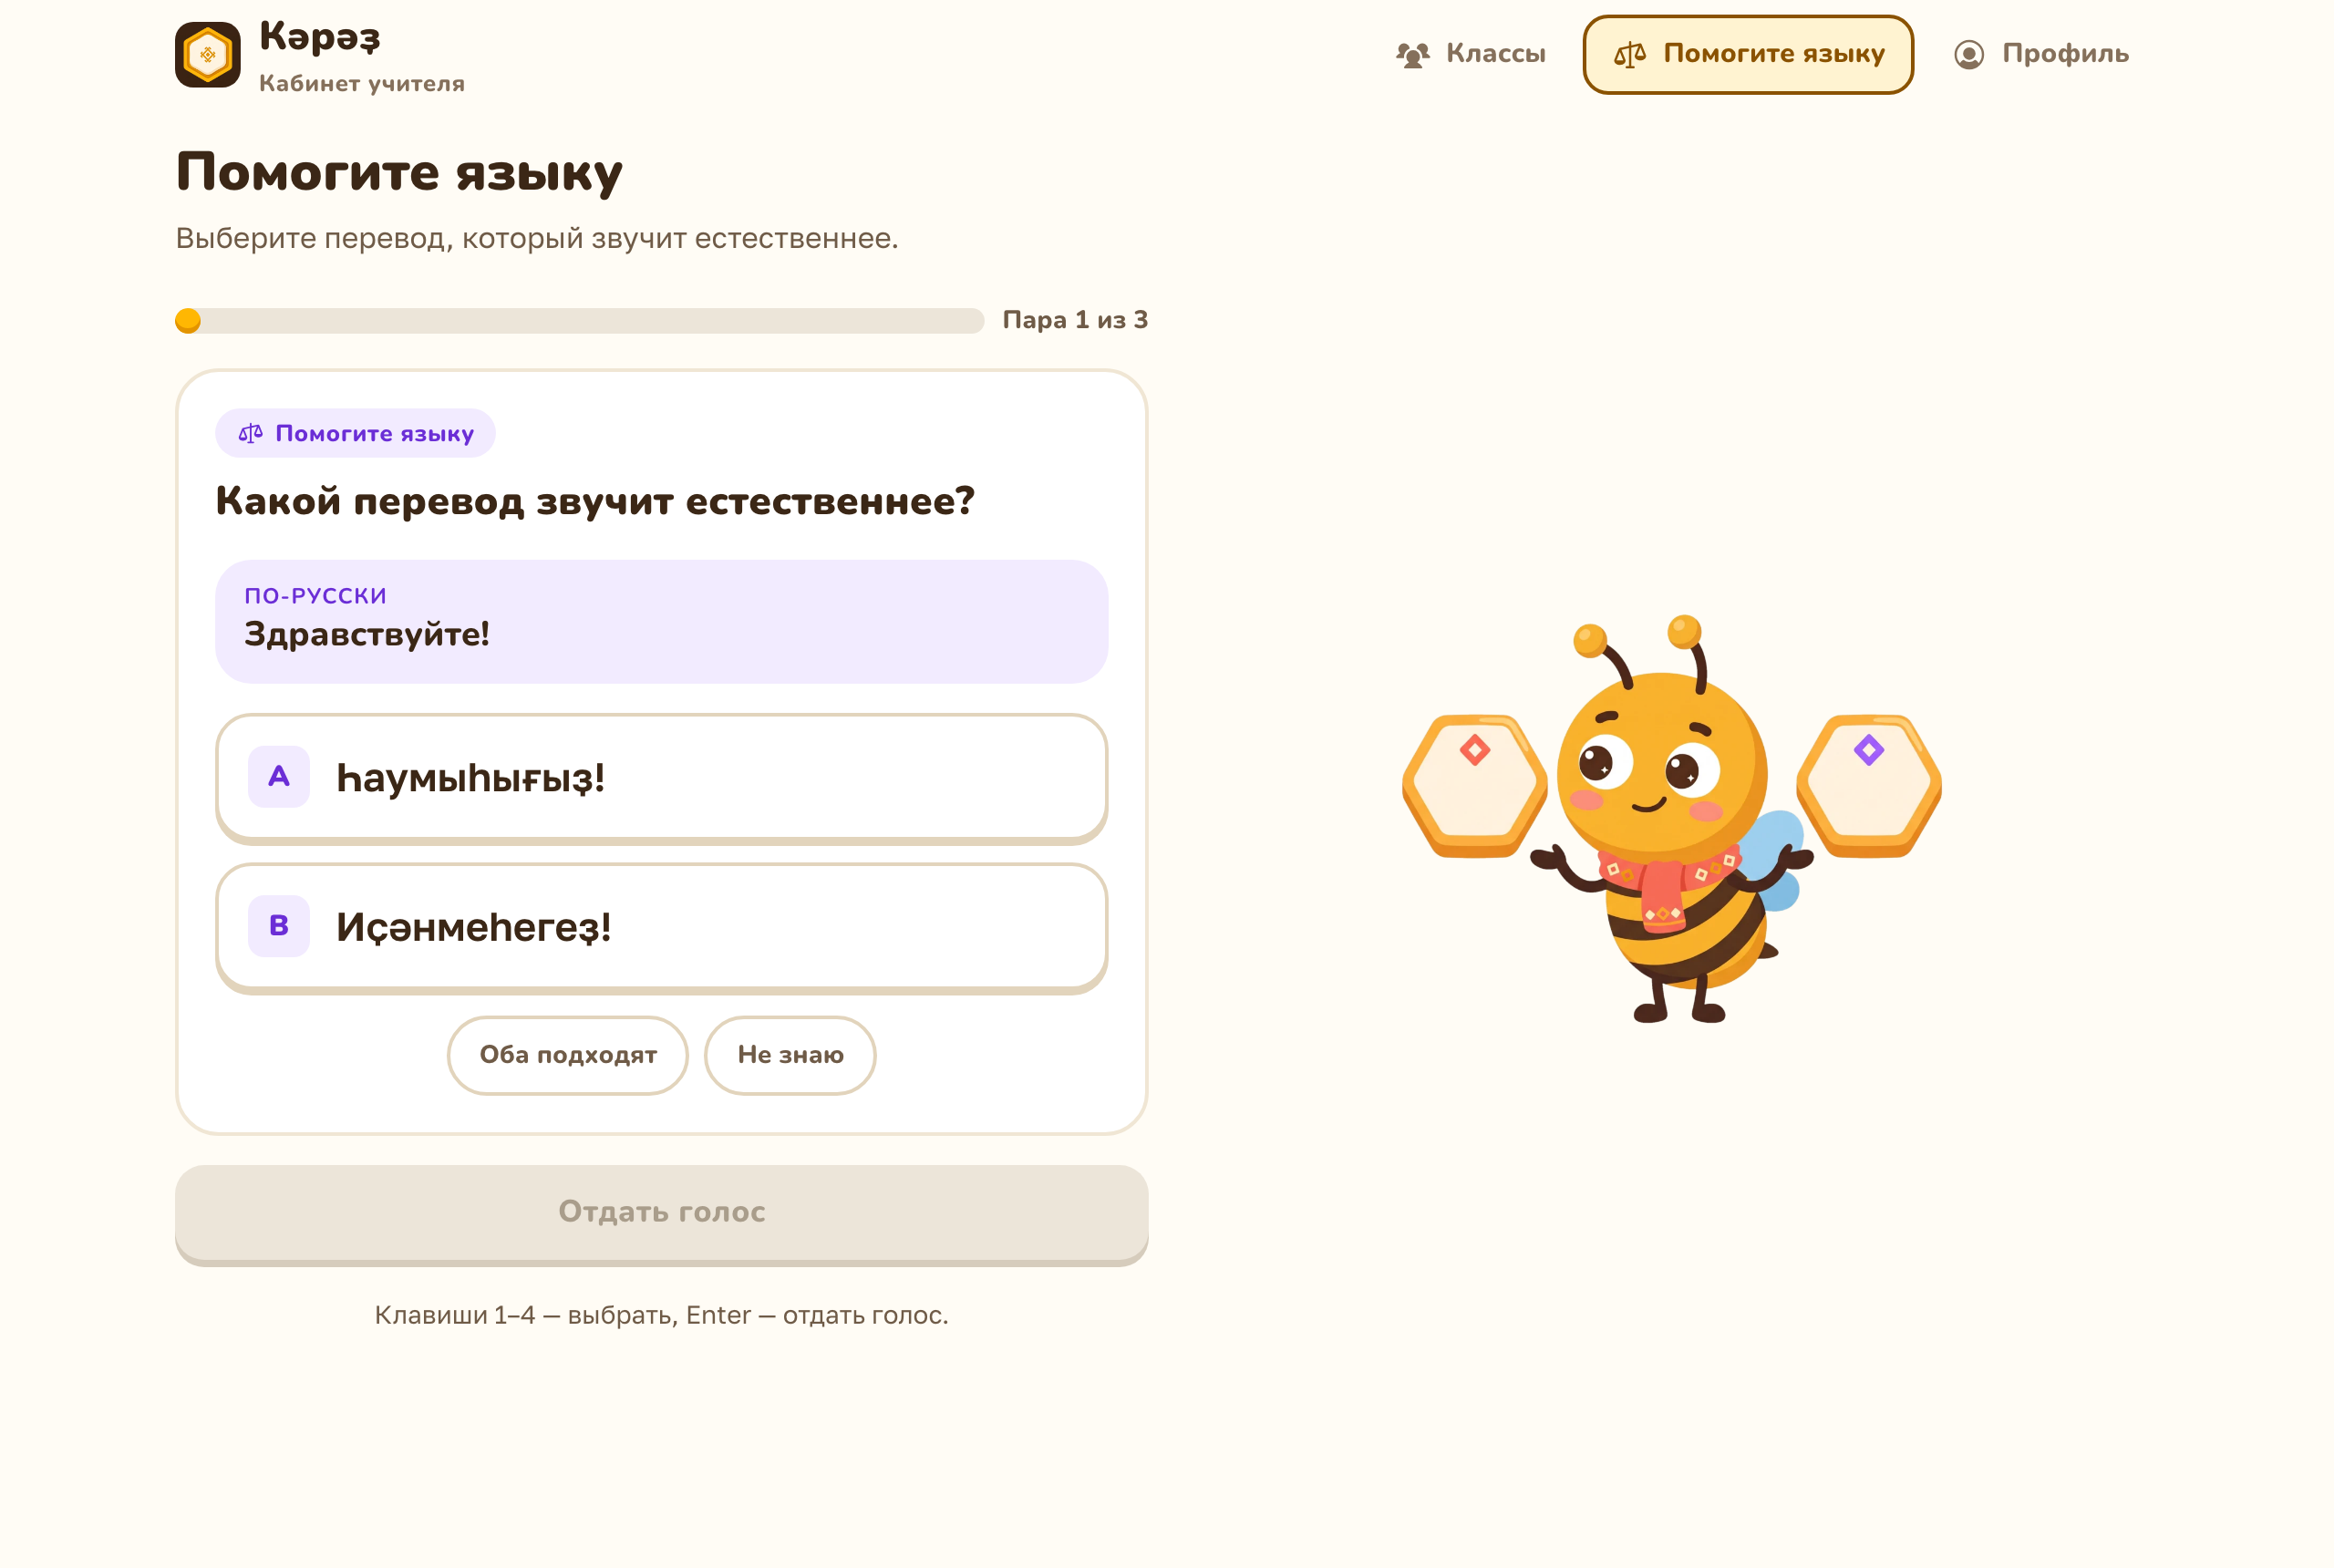 Кәрәҙ
Кабинет учителя
Классы
Помогите языку
Профиль
Помогите языку
Выберите перевод, который звучит естественнее.
Пара 1 из 3
Помогите языку
Какой перевод звучит естественнее?
ПО-РУССКИ
Здравствуйте!
A Һаумыһығыҙ!
B Иҫәнмеһегеҙ!
Оба подходят
Не знаю
Отдать голос
Клавиши 1–4 — выбрать, Enter — отдать голос.